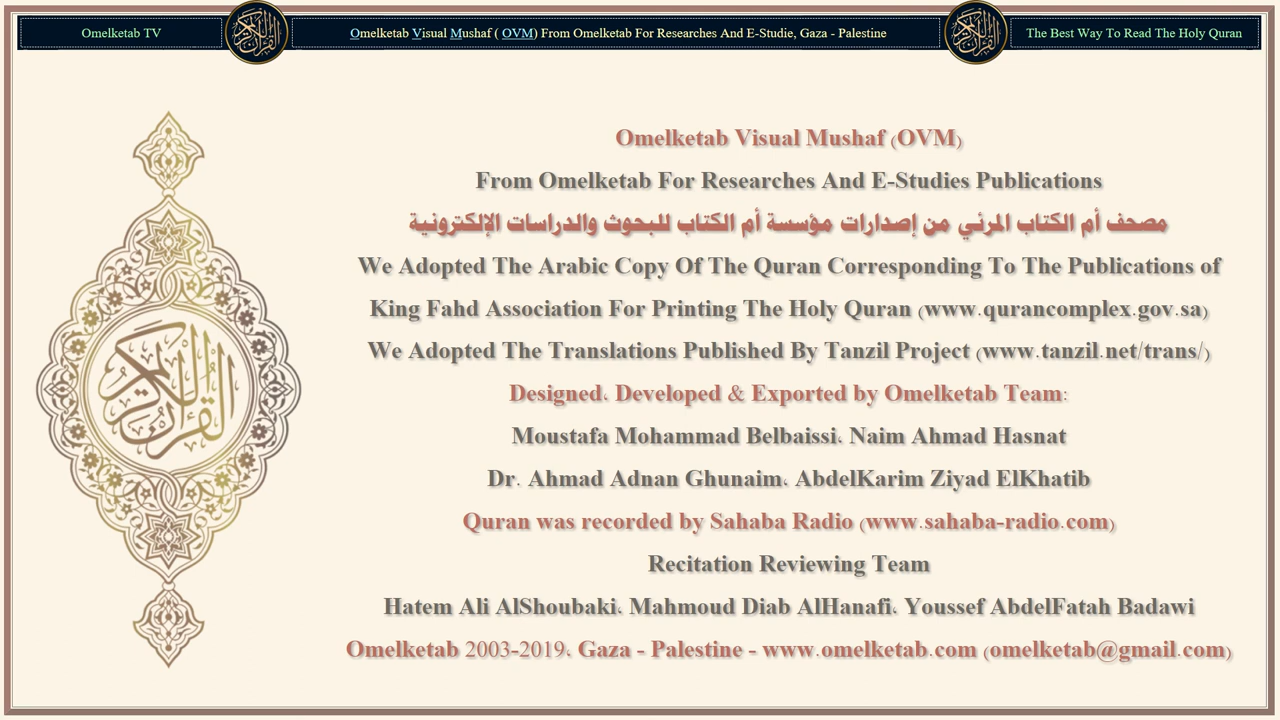 Omelketab TV
Omelketab Visual Mushaf ( OVM) From Omelketab For Researches And E-Studie, Gaza - Palestine
The Best Way To Read The Holy Quran
Omelketab Visual Mushaf (OVM)
From Omelketab For Researches And E-Studies Publications
مصحف أم الكتاب المرئي من إصدارات مؤسسة أم الكتاب للبحوث والدراسات الإلكترونية
We Adopted The Arabic Copy Of The Quran Corresponding To The Publications of
King Fahd Association For Printing The Holy Quran (www.qurancomplex.gov.sa)
We Adopted The Translations Published By Tanzil Project (www.tanzil.net/trans/)
Designed، Developed & Exported by Omelketab Team:
Moustafa Mohammad Belbaissi، Naim Ahmad Hasnat
Dr. Ahmad Adnan Ghunaim، AbdelKarim Ziyad ElKhatib
Quran was recorded by Sahaba Radio (www.sahaba-radio.com)
Recitation Reviewing Team
Hatem Ali AlShoubaki، Mahmoud Diab AlHanafi، Youssef AbdelFatah Badawi
Omelketab 2003-2019، Gaza - Palestine - www.omelketab.com (omelketab@gmail.com)
القرآن الكريم